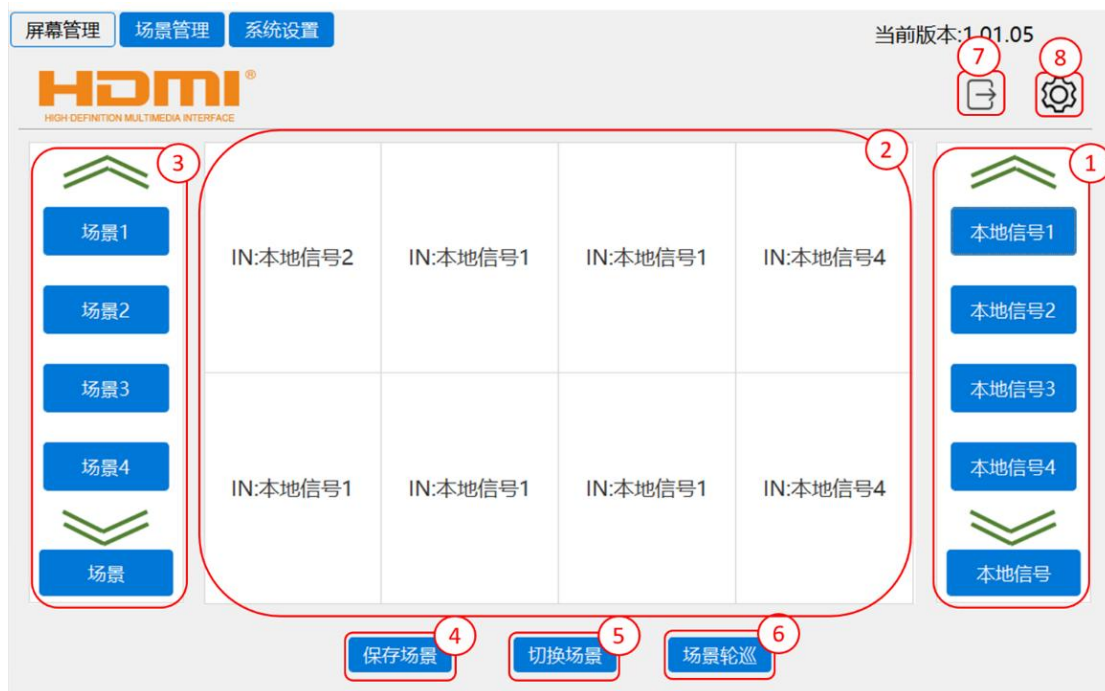 屏幕管理 场景管理 系统设置 当前版本:1.01.05
7 8
HDMI®
HIGH-DEFINITION MULTIMEDIA INTERFACE
3 2 1
场景1 IN:本地信号2 IN:本地信号1 IN:本地信号1 IN:本地信号4 本地信号1
场景2 本地信号2
场景3 本地信号3
场景4 IN:本地信号1 IN:本地信号1 IN:本地信号1 IN:本地信号4 本地信号4
场景 本地信号
4 5 6
保存场景 切换场景 场景轮巡